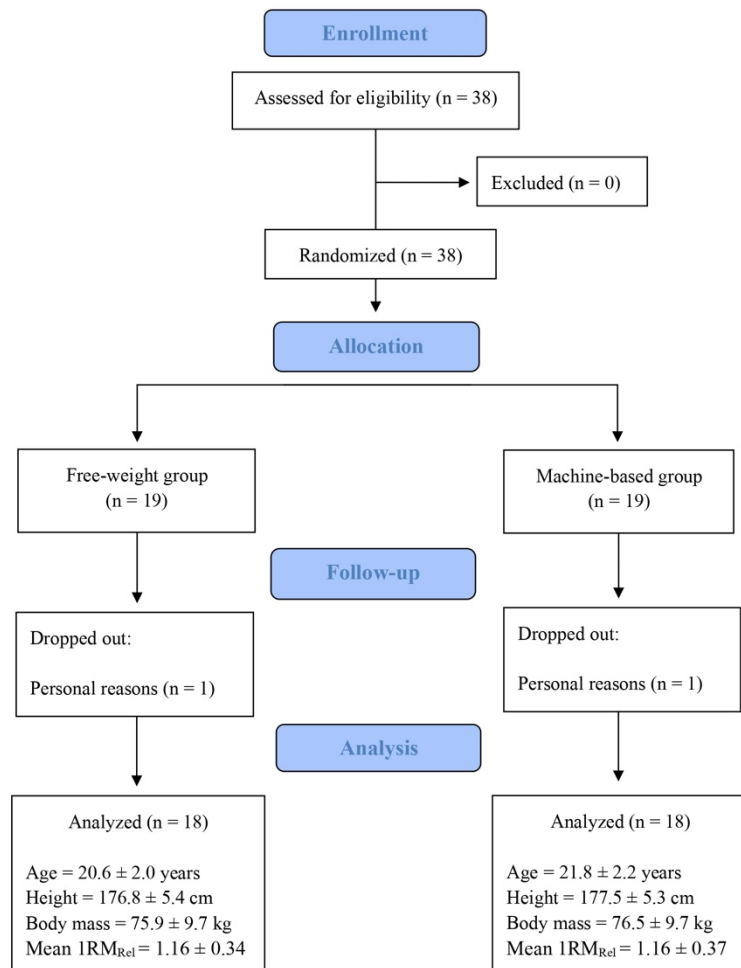 Enrollment
Assessed for eligibility (n = 38)
Excluded (n = 0)
Randomized (n = 38)
Allocation
Free-weight group
(n = 19)
Machine-based group
(n = 19)
Follow-up
Dropped out:
Personal reasons (n = 1)
Dropped out:
Personal reasons (n = 1)
Analysis
Analyzed (n = 18)
Age = 20.6 ± 2.0 years
Height = 176.8 ± 5.4 cm
Body mass = 75.9 ± 9.7 kg
Mean 1RMRel = 1.16 ± 0.34
Analyzed (n = 18)
Age = 21.8 ± 2.2 years
Height = 177.5 ± 5.3 cm
Body mass = 76.5 ± 9.7 kg
Mean 1RMRel = 1.16 ± 0.37